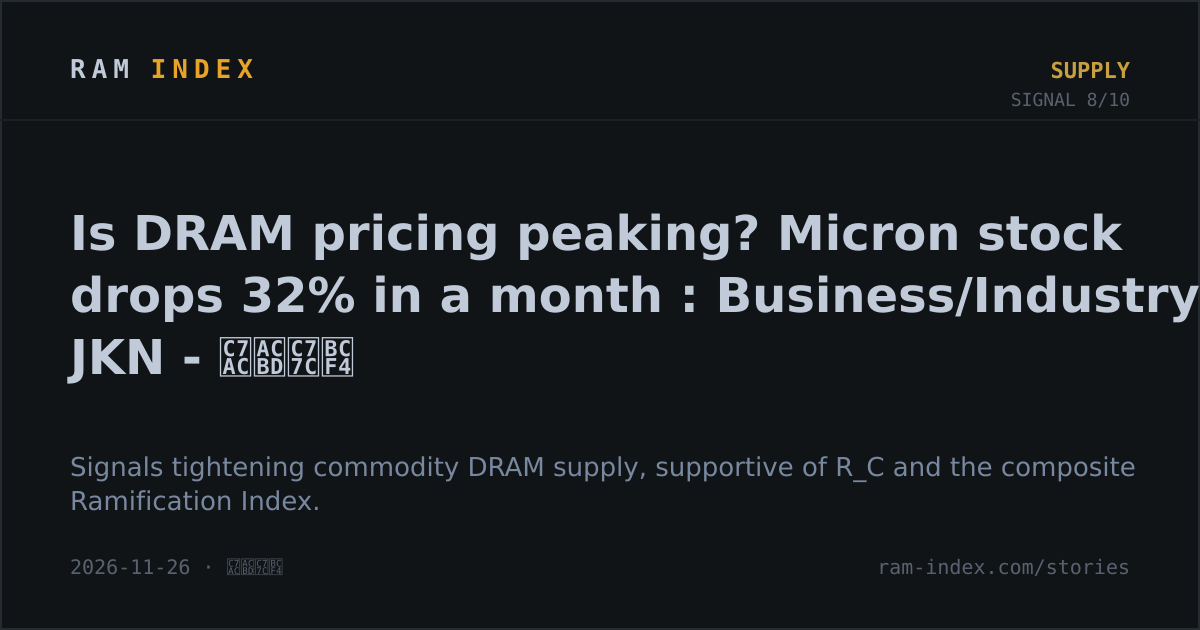 RAM INDEX
SUPPLY
SIGNAL 8/10
Is DRAM pricing peaking? Micron stock
drops 32% in a month : Business/Industry
JKN -
Signals tightening commodity DRAM supply, supportive of R_C and the composite
Ramification Index.
2026-11-26 ·
ram-index.com/stories